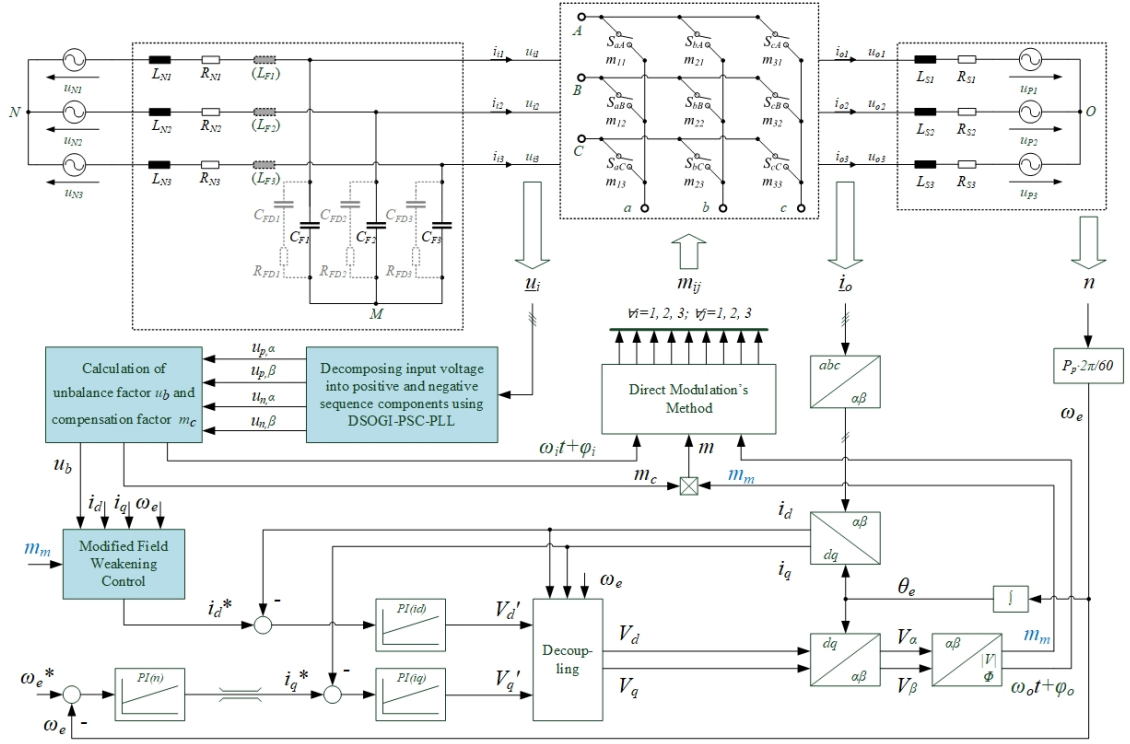 N
u_N1
u_N2
u_N3
L_N1
R_N1
(L_F1)
L_N2
R_N2
(L_F2)
L_N3
R_N3
(L_F3)
C_FD1
C_F1
C_FD2
C_F2
C_FD3
C_F3
R_FD1
R_FD2
R_FD3
M
i_i1
u_i1
i_i2
u_i2
i_i3
u_i3
A
S_aA
m_11
S_bA
m_21
S_cA
m_31
B
S_aB
m_12
S_bB
m_22
S_cB
m_32
C
S_aC
m_13
S_bC
m_23
S_cC
m_33
a
b
c
i_o1
u_o1
i_o2
u_o2
i_o3
u_o3
L_S1
R_S1
u_P1
L_S2
R_S2
u_P2
L_S3
R_S3
u_P3
O
u_i
m_ij
i_o
n
∀i=1, 2, 3; ∀j=1, 2, 3
Calculation of
unbalance factor u_b and
compensation factor m_c
u_p,α
u_p,β
u_n,α
u_n,β
Decomposing input voltage
into positive and negative
sequence components using
DSOGI-PSC-PLL
Direct Modulation's
Method
abc
αβ
P_p·2π/60
ω_e
ω_i t+φ_i
m
m_c
m_m
u_b
i_d
i_q
ω_e
m_m
Modified Field
Weakening
Control
i_d
i_q
αβ
dq
θ_e
∫
m_m
i_d*
-
PI(id)
V_d'
ω_e
Decoup-
ling
V_d
V_q
dq
αβ
V_α
V_β
αβ
|V|
Φ
ω_o t+φ_o
ω_e*
ω_e
-
PI(n)
i_q*
-
PI(iq)
V_q'